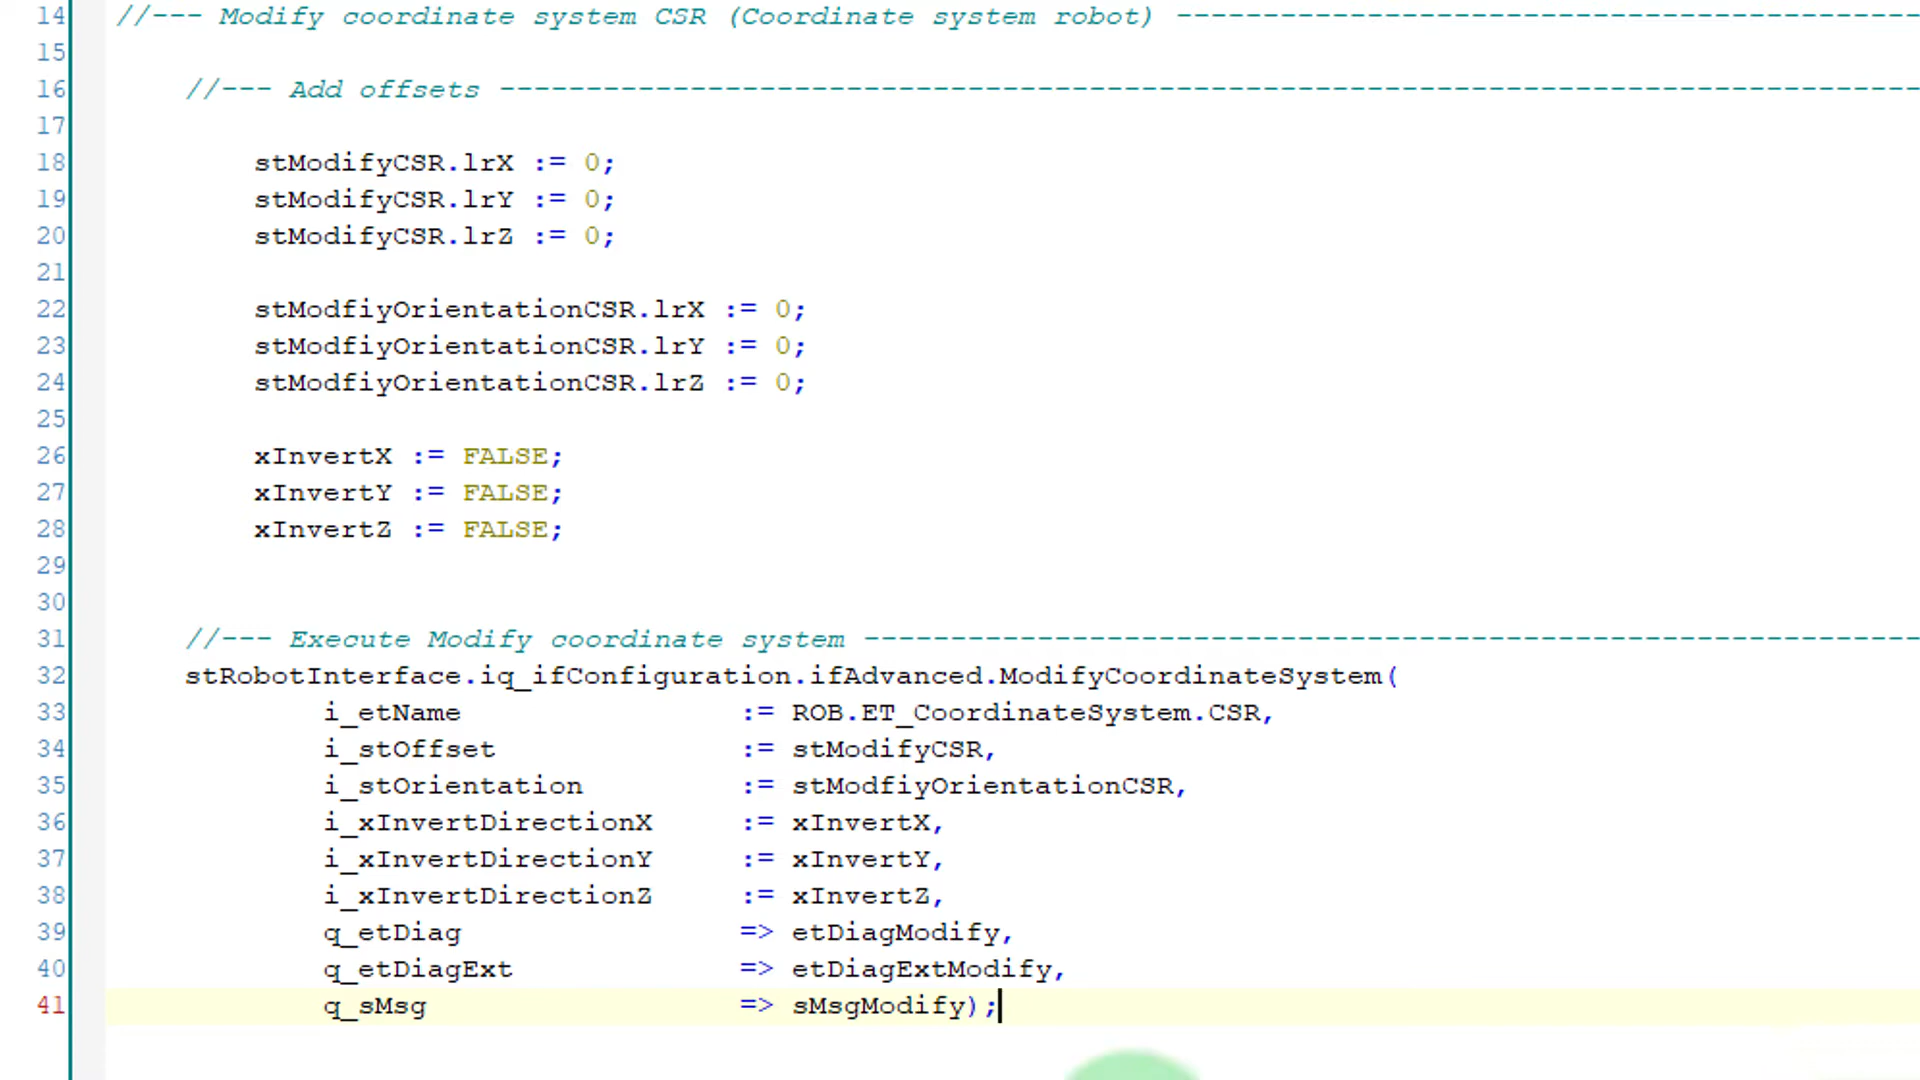 14 //--- Modify coordinate system CSR (Coordinate system robot) -------------------------------------------
15
16 //--- Add offsets ----------------------------------------------------------------------------------
17
18 stModifyCSR.lrX := 0;
19 stModifyCSR.lrY := 0;
20 stModifyCSR.lrZ := 0;
21
22 stModfiyOrientationCSR.lrX := 0;
23 stModfiyOrientationCSR.lrY := 0;
24 stModfiyOrientationCSR.lrZ := 0;
25
26 xInvertX := FALSE;
27 xInvertY := FALSE;
28 xInvertZ := FALSE;
29
30
31 //--- Execute Modify coordinate system -------------------------------------------------------------
32 stRobotInterface.iq_ifConfiguration.ifAdvanced.ModifyCoordinateSystem(
33 i_etName := ROB.ET_CoordinateSystem.CSR,
34 i_stOffset := stModifyCSR,
35 i_stOrientation := stModfiyOrientationCSR,
36 i_xInvertDirectionX := xInvertX,
37 i_xInvertDirectionY := xInvertY,
38 i_xInvertDirectionZ := xInvertZ,
39 q_etDiag => etDiagModify,
40 q_etDiagExt => etDiagExtModify,
41 q_sMsg => sMsgModify);